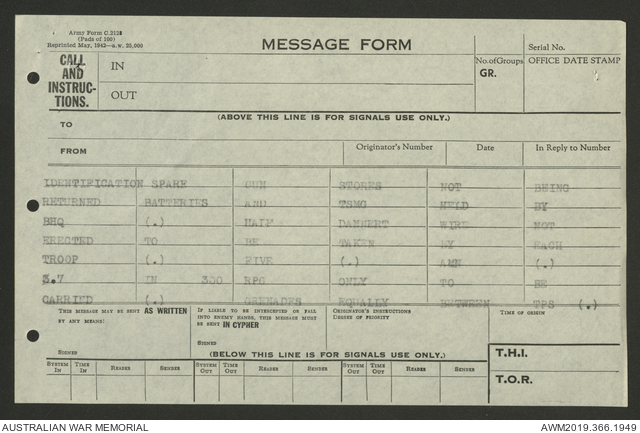 Army Form C.2128
(Pads of 100)
Reprinted May, 1943—a.w. 25,000
MESSAGE FORM
Serial No.
CALL AND INSTRUC-TIONS.
IN
OUT
No. of Groups
GR.
OFFICE DATE STAMP
(ABOVE THIS LINE IS FOR SIGNALS USE ONLY.)
TO
FROM
Originator's Number
Date
In Reply to Number
IDENTIFICATION SPARE GUN STORES NOT BEING
RETURNED BATTERIES AND TSMG HELD BY
BHQ (.) HALF DANNERT WIRE NOT
ERECTED TO BE TAKEN BY EACH
TROOP (.) FIVE (.) AMN (.) BE
3.7 IN 330 RPG ONLY TO BE
CARRIED (.) GRENADES EQUALLY BETWEEN TPS (.)
THIS MESSAGE MAY BE SENT AS WRITTEN BY ANY MEANS.
SIGNED
IF LIABLE TO BE INTERCEPTED OR FALL INTO ENEMY HANDS, THIS MESSAGE MUST BE SENT IN CYPHER
SIGNED
ORIGINATOR'S INSTRUCTIONS
DEGREE OF PRIORITY
TIME OF ORIGIN
(BELOW THIS LINE IS FOR SIGNALS USE ONLY.)
T.H.I.
T.O.R.
SYSTEM IN TIME IN READER SENDER SYSTEM OUT TIME OUT READER SENDER SYSTEM OUT TIME OUT READER SENDER
AUSTRALIAN WAR MEMORIAL
AWM2019.366.1949